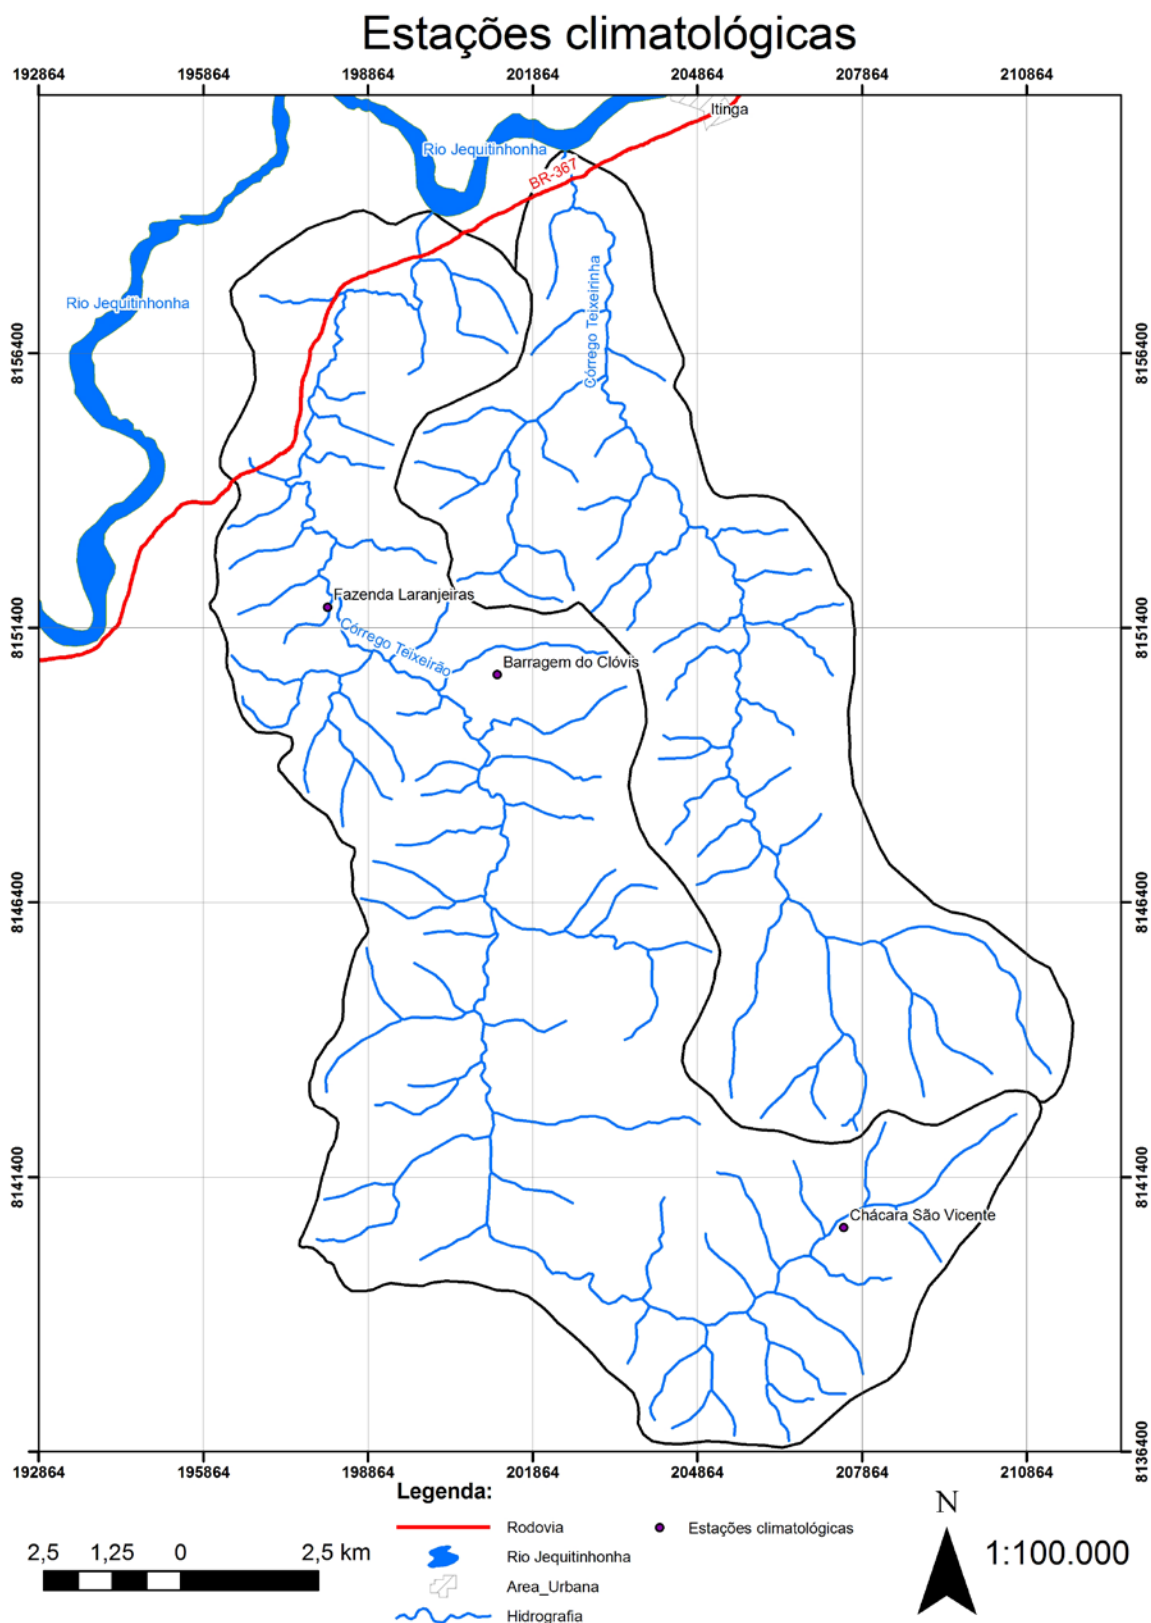 Estações climatológicas
192864 195864 198864 201864 204864 207864 210864
Itinga
Rio Jequitinhonha
BR-367
Córrego Teixeirinha
Rio Jequitinhonha
8156400 8156400
Fazenda Laranjeiras
8151400 8151400
Córrego Teixeirão
Barragem do Clóvis
8146400 8146400
8141400 8141400
Chácara São Vicente
8136400
192864 195864 198864 201864 204864 207864 210864
Legenda:
Rodovia
Estações climatológicas
Rio Jequitinhonha
Area_Urbana
Hidrografia
2,5 1,25 0 2,5 km
N
1:100.000